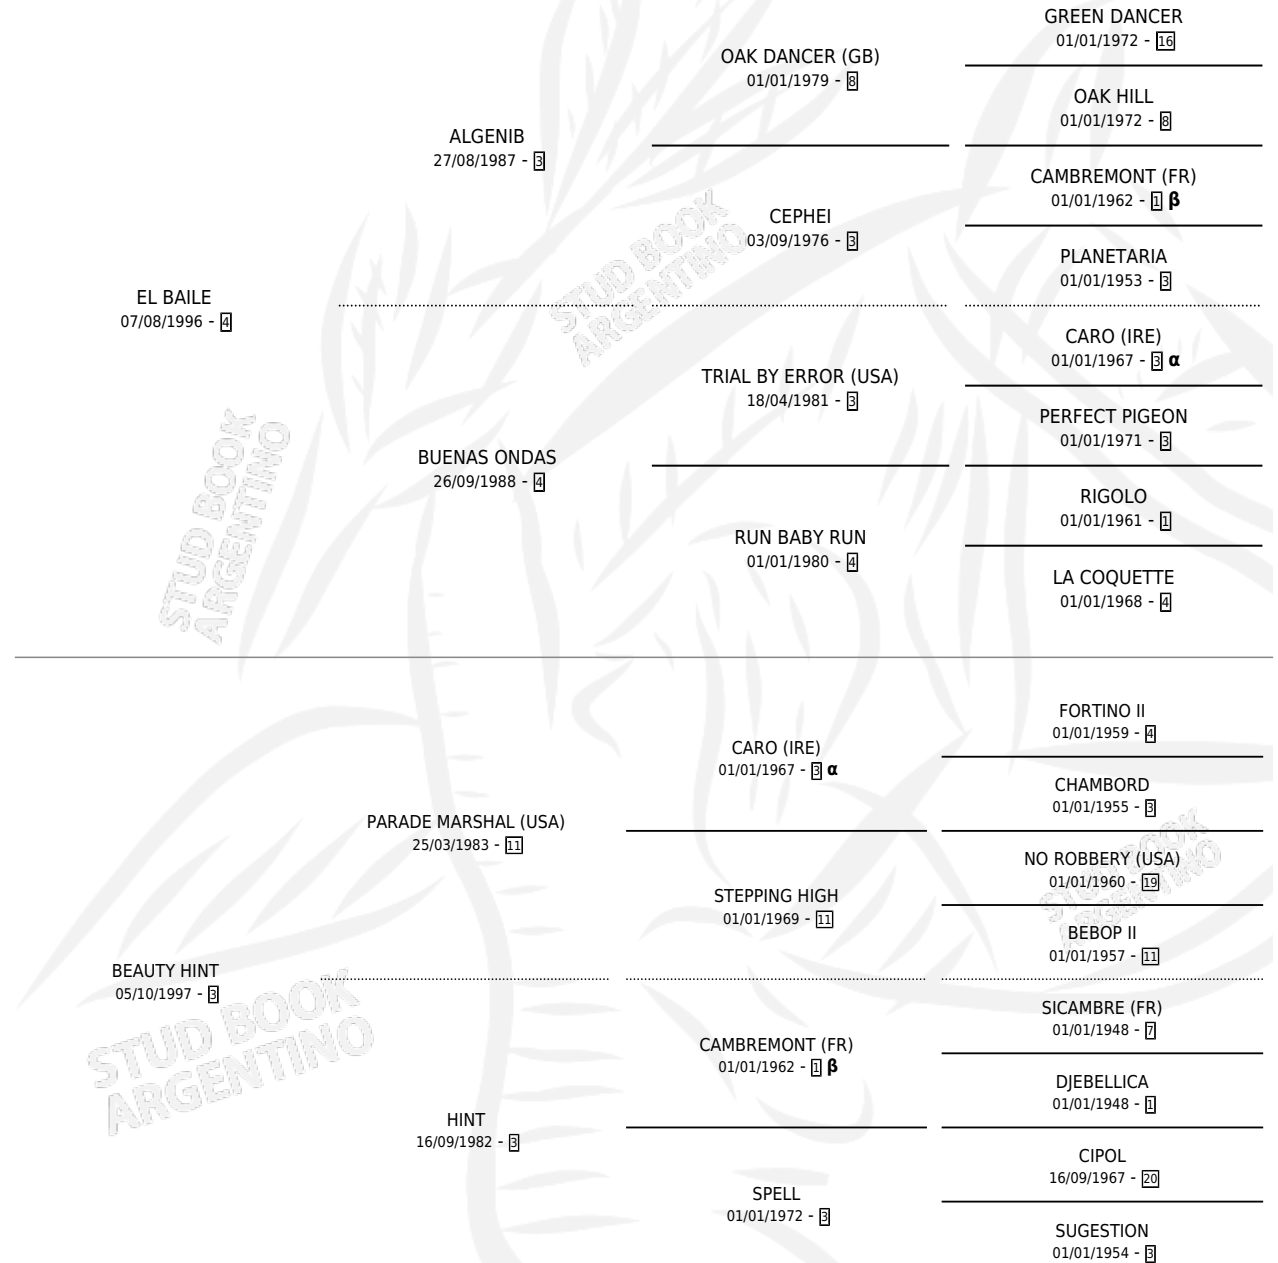 GREEN DANCER
01/01/1972 - 16
OAK DANCER (GB)
01/01/1979 - 8
OAK HILL
01/01/1972 - 8
ALGENIB
27/08/1987 - 3
CAMBREMONT (FR)
01/01/1962 - 1 β
CEPHEI
03/09/1976 - 3
PLANETARIA
01/01/1953 - 3
EL BAILE
07/08/1996 - 4
CARO (IRE)
01/01/1967 - 3 α
TRIAL BY ERROR (USA)
18/04/1981 - 3
PERFECT PIGEON
01/01/1971 - 3
BUENAS ONDAS
26/09/1988 - 4
RIGOLO
01/01/1961 - 1
RUN BABY RUN
01/01/1980 - 4
LA COQUETTE
01/01/1968 - 4
STUD BOOK
ARGENTINO
STUD BOOK
ARGENTINO
FORTINO II
01/01/1959 - 4
CARO (IRE)
01/01/1967 - 3 α
CHAMBORD
01/01/1955 - 3
PARADE MARSHAL (USA)
25/03/1983 - 11
NO ROBBERY (USA)
01/01/1960 - 19
STEPPING HIGH
01/01/1969 - 11
BEBOP II
01/01/1957 - 11
BEAUTY HINT
05/10/1997 - 3
SICAMBRE (FR)
01/01/1948 - 7
CAMBREMONT (FR)
01/01/1962 - 1 β
DJEBELLICA
01/01/1948 - 1
HINT
16/09/1982 - 3
CIPOL
16/09/1967 - 20
SPELL
01/01/1972 - 3
SUGESTION
01/01/1954 - 3
STUD BOOK
ARGENTINO
STUD BOOK
ARGENTINO